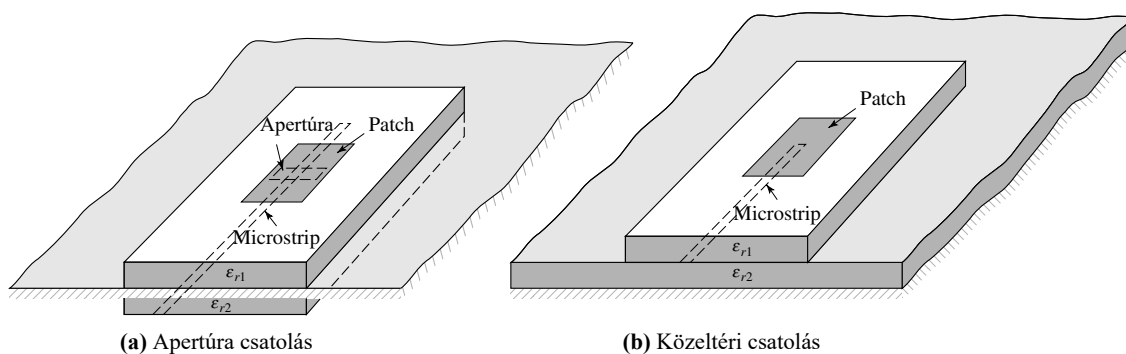 Apertúra
Patch
Microstrip
εr1
εr2
(a) Apertúra csatolás
Patch
Microstrip
εr1
εr2
(b) Közeltéri csatolás